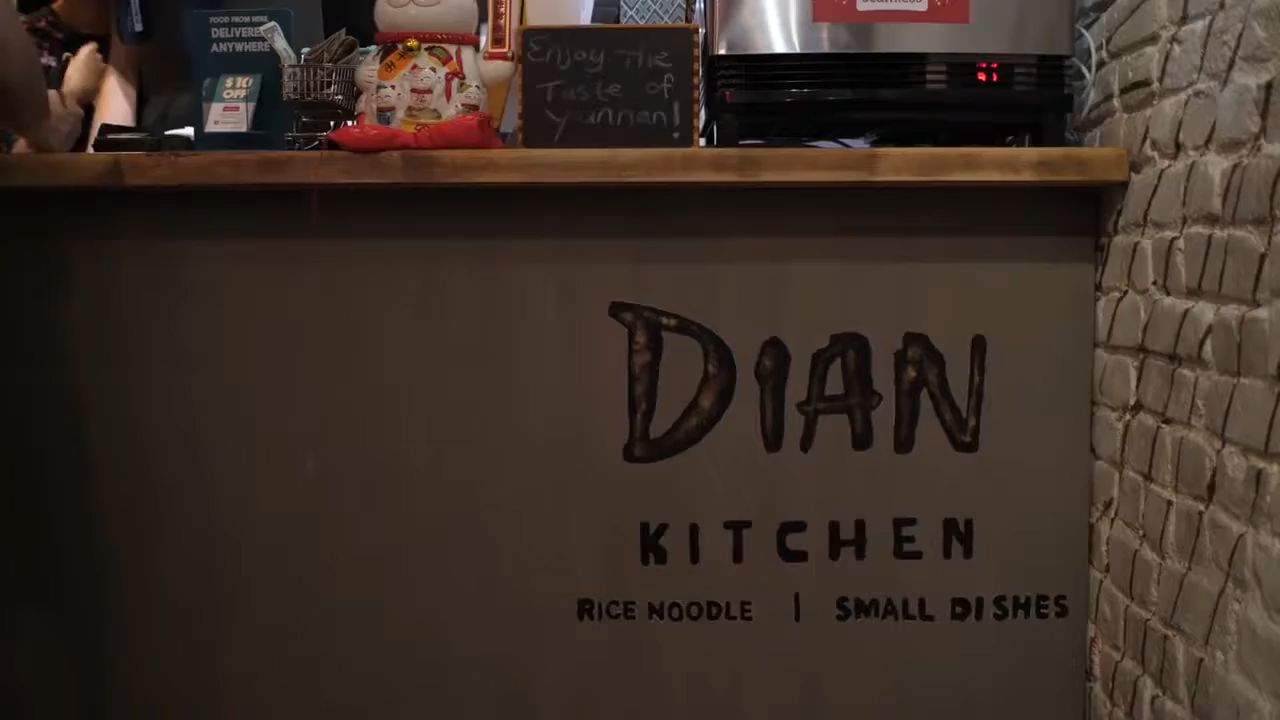 FOOD FROM HERE
DELIVERED
ANYWHERE
$10
OFF
Enjoy The
Taste of
Yunnan!
DIAN
KITCHEN
RICE NOODLE | SMALL DISHES